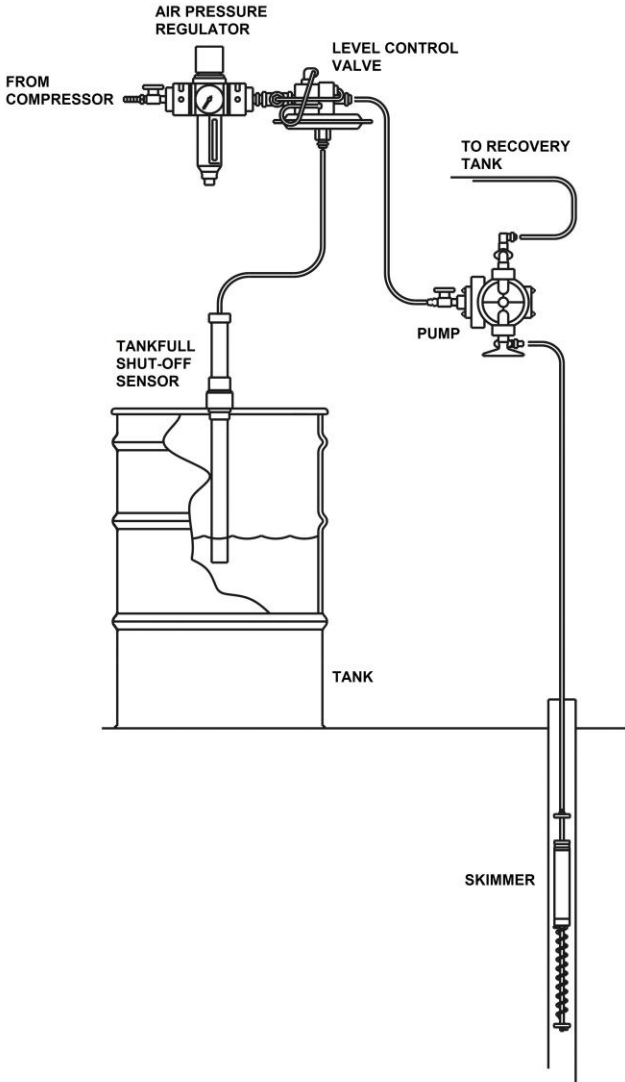 AIR PRESSURE
REGULATOR
LEVEL CONTROL
VALVE
FROM
COMPRESSOR
TO RECOVERY
TANK
PUMP
TANKFULL
SHUT-OFF
SENSOR
TANK
SKIMMER